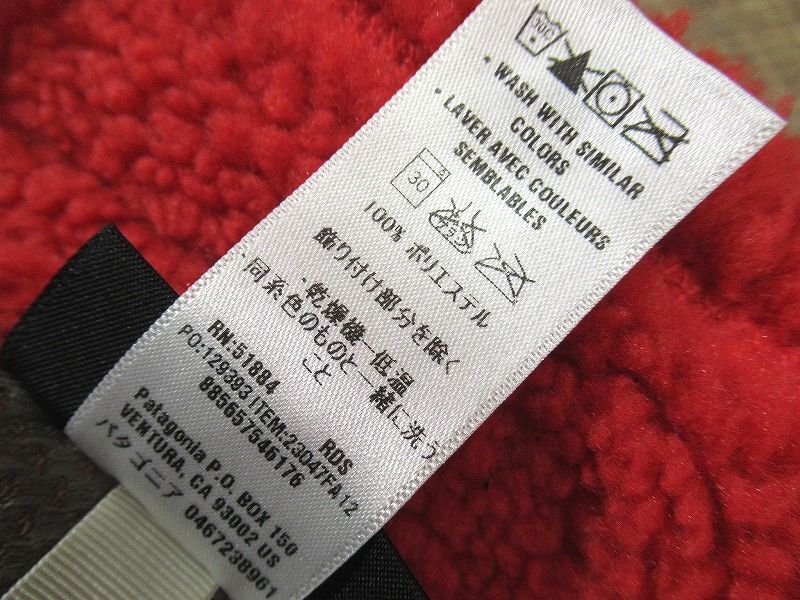 • WASH WITH SIMILAR
COLORS
• LAVER AVEC COULEURS
SEMBLABLES
30
100% ポリエステル
飾り付け部分を除く
・乾燥機一低温
・同系色のものと一緒に洗う
こと
RN:51884 RDS
PO:129393 ITEM:23047FA12
885657546176
Patagonia P.O. BOX 150
VENTURA, CA 93002 US
パタゴニア 0467238961